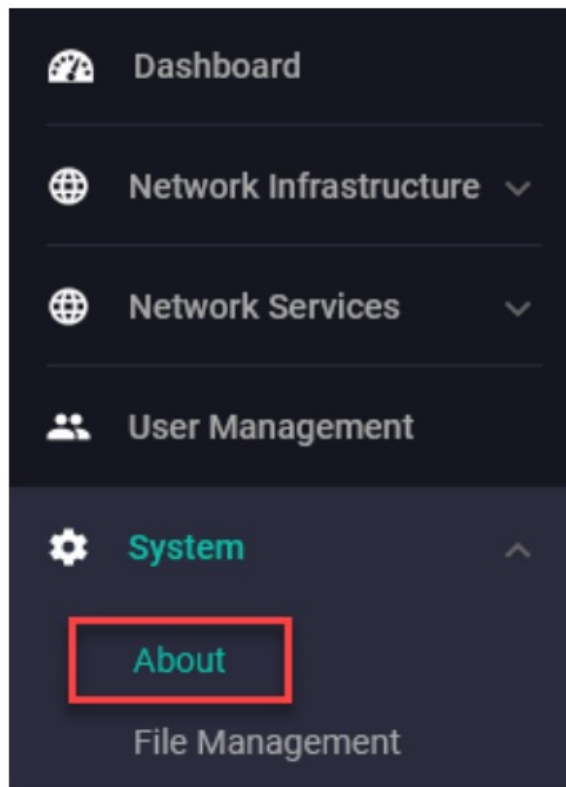 Dashboard
Network Infrastructure
Network Services
User Management
System
About
File Management